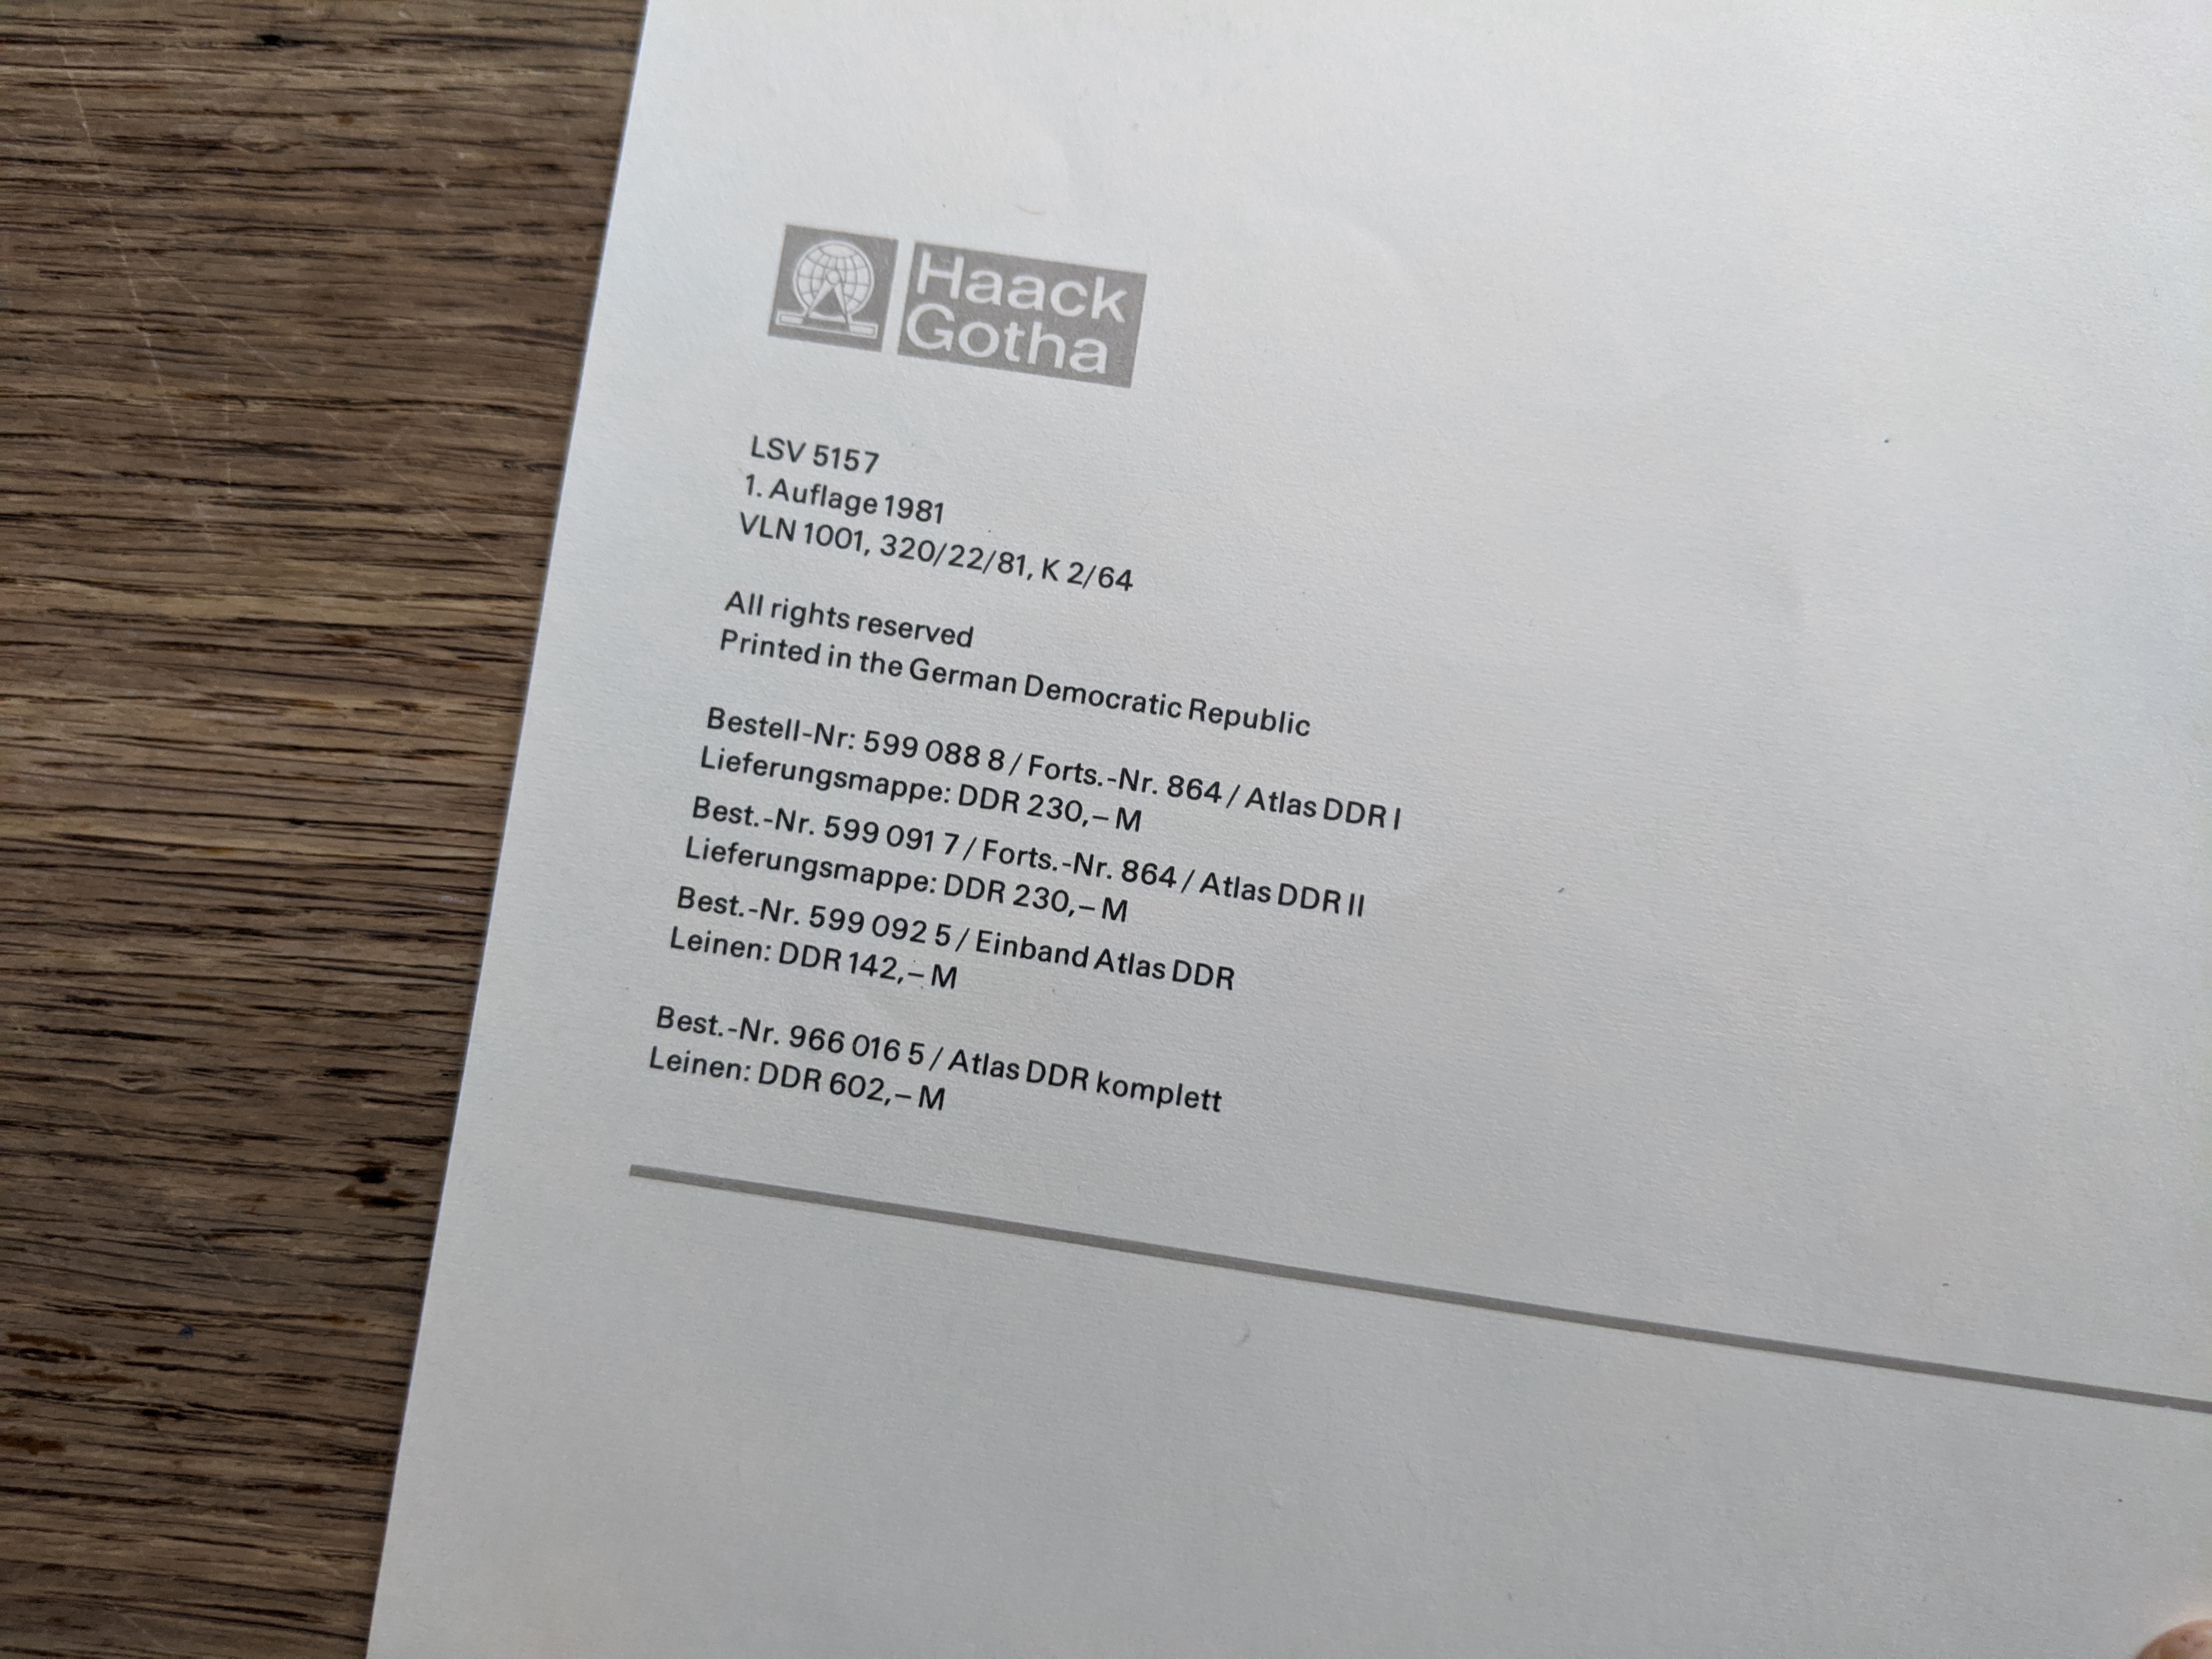 Haack
Gotha
LSV 5157
1. Auflage 1981
VLN 1001, 320/22/81, K 2/64
All rights reserved
Printed in the German Democratic Republic
Bestell-Nr: 599 088 8 / Forts.-Nr. 864 / Atlas DDR I
Lieferungsmappe: DDR 230,– M
Best.-Nr. 599 091 7 / Forts.-Nr. 864 / Atlas DDR II
Lieferungsmappe: DDR 230,– M
Best.-Nr. 599 092 5 / Einband Atlas DDR
Leinen: DDR 142,– M
Best.-Nr. 966 016 5 / Atlas DDR komplett
Leinen: DDR 602,– M